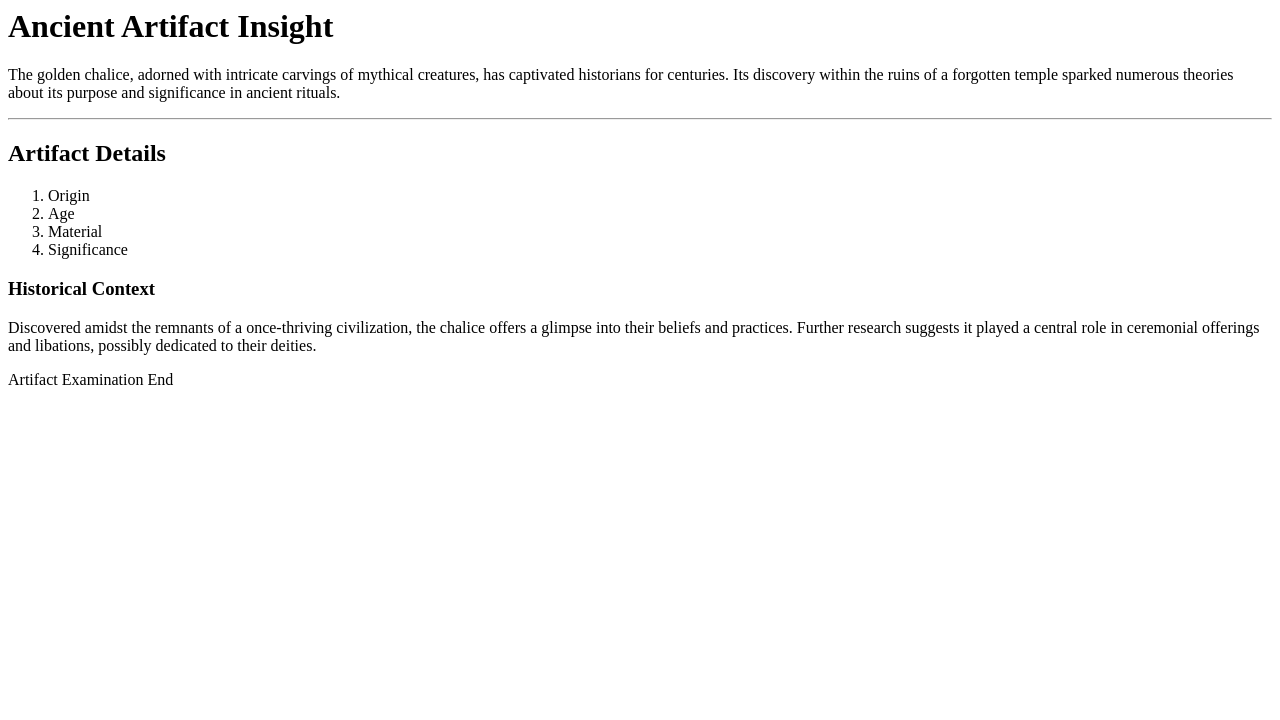 Ancient Artifact Insight
The golden chalice, adorned with intricate carvings of mythical creatures, has captivated historians for centuries. Its discovery within the ruins of a forgotten temple sparked numerous theories
about its purpose and significance in ancient rituals.
Artifact Details
1. Origin
2. Age
3. Material
4. Significance
Historical Context
Discovered amidst the remnants of a once-thriving civilization, the chalice offers a glimpse into their beliefs and practices. Further research suggests it played a central role in ceremonial offerings
and libations, possibly dedicated to their deities.
Artifact Examination End